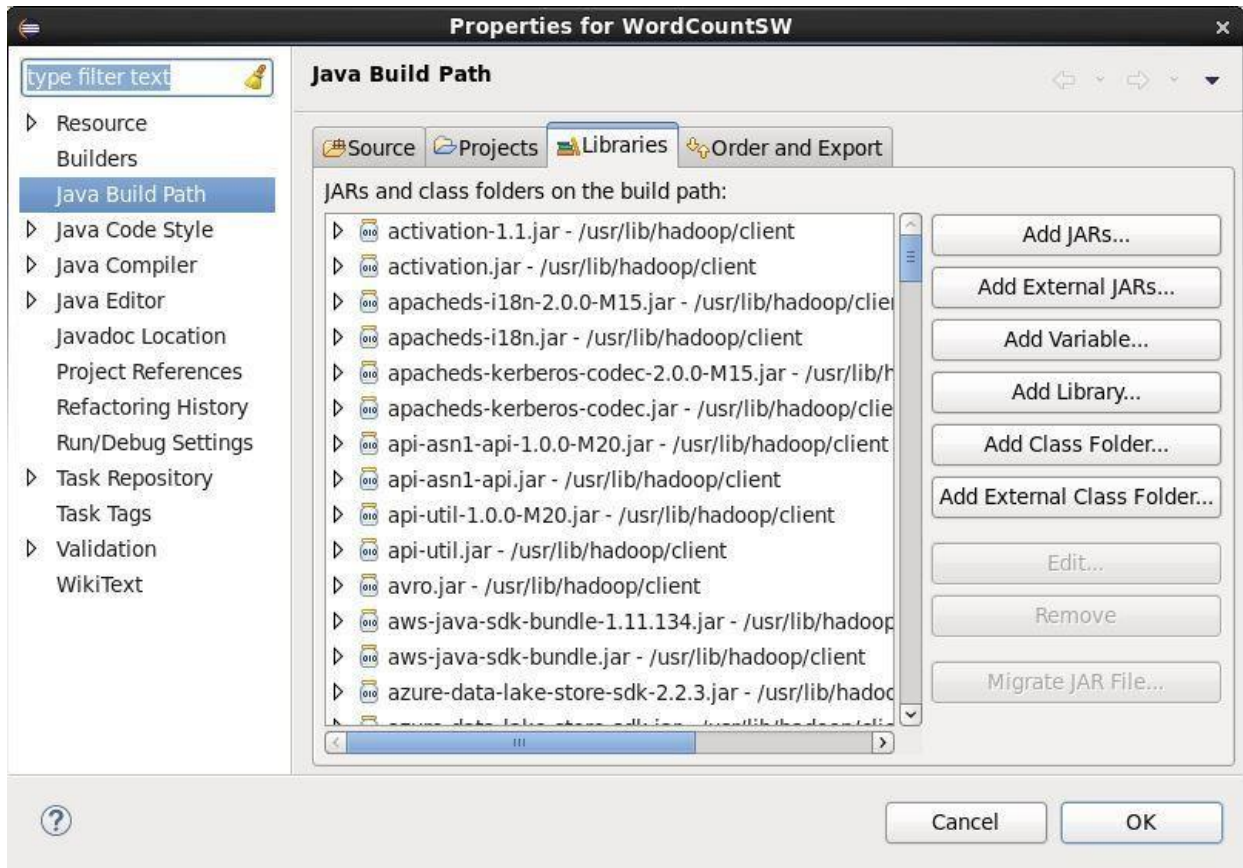 Properties for WordCountSW
type filter text
Resource
Builders
Java Build Path
Java Code Style
Java Compiler
Java Editor
Javadoc Location
Project References
Refactoring History
Run/Debug Settings
Task Repository
Task Tags
Validation
WikiText
Java Build Path
Source Projects Libraries Order and Export
JARs and class folders on the build path:
activation-1.1.jar - /usr/lib/hadoop/client
activation.jar - /usr/lib/hadoop/client
apacheds-i18n-2.0.0-M15.jar - /usr/lib/hadoop/clie
apacheds-i18n.jar - /usr/lib/hadoop/client
apacheds-kerberos-codec-2.0.0-M15.jar - /usr/lib/h
apacheds-kerberos-codec.jar - /usr/lib/hadoop/clie
api-asn1-api-1.0.0-M20.jar - /usr/lib/hadoop/client
api-asn1-api.jar - /usr/lib/hadoop/client
api-util-1.0.0-M20.jar - /usr/lib/hadoop/client
api-util.jar - /usr/lib/hadoop/client
avro.jar - /usr/lib/hadoop/client
aws-java-sdk-bundle-1.11.134.jar - /usr/lib/hadoop
aws-java-sdk-bundle.jar - /usr/lib/hadoop/client
azure-data-lake-store-sdk-2.2.3.jar - /usr/lib/hadoo
Add JARs...
Add External JARs...
Add Variable...
Add Library...
Add Class Folder...
Add External Class Folder...
Edit...
Remove
Migrate JAR File...
Cancel
OK